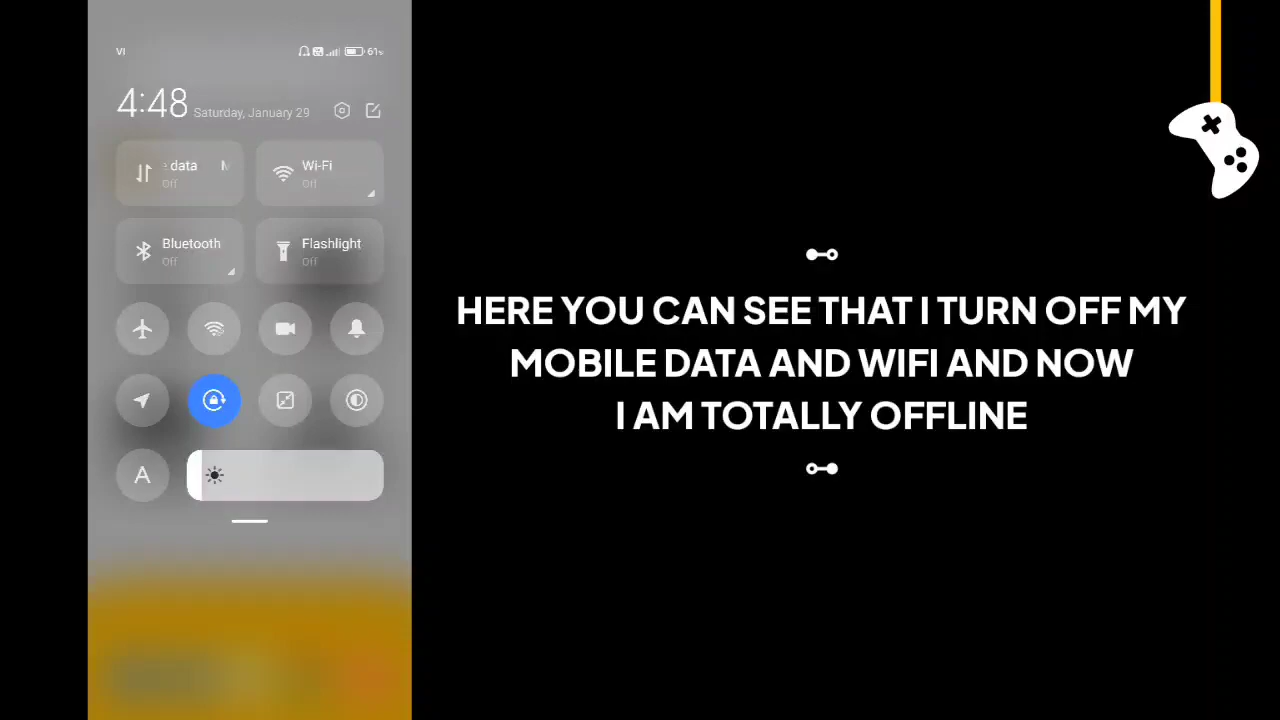 VI
61%
4:48 Saturday, January 29
e data M
Off
Wi-Fi
Off
Bluetooth
Off
Flashlight
Off
A
HERE YOU CAN SEE THAT I TURN OFF MY
MOBILE DATA AND WIFI AND NOW
I AM TOTALLY OFFLINE